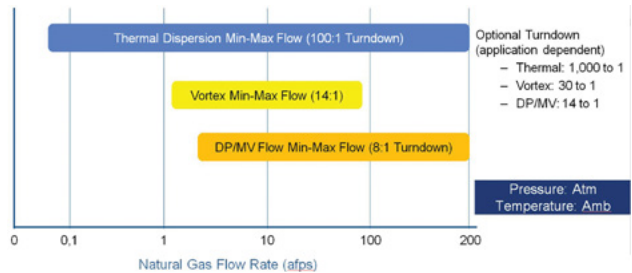 Thermal Dispersion Min-Max Flow (100:1 Turndown)
Vortex Min-Max Flow (14:1)
DP/MV Flow Min-Max Flow (8:1 Turndown)
Optional Turndown
(application dependent)
– Thermal: 1,000 to 1
– Vortex: 30 to 1
– DP/MV: 14 to 1
Pressure: Atm
Temperature: Amb
0 0,1 1 10 100 200
Natural Gas Flow Rate (afps)